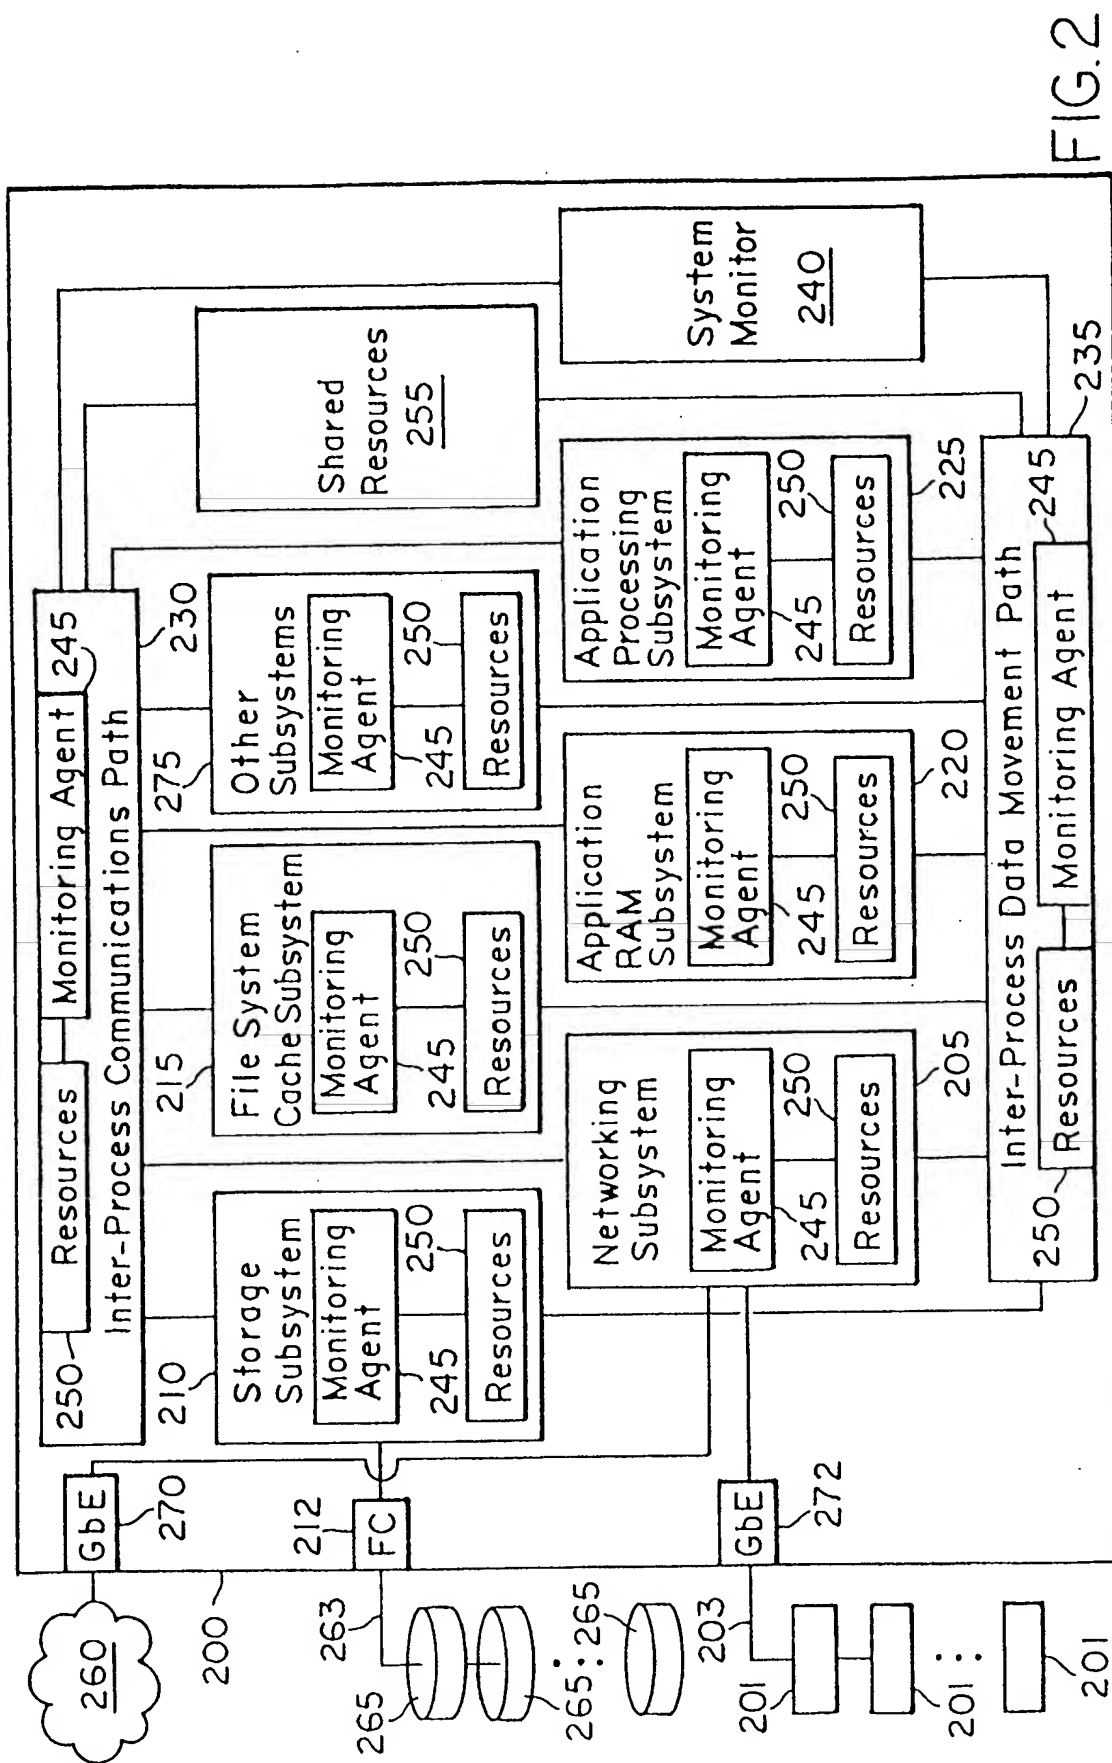 250
Resources
Monitoring Agent
245
Inter-Process Communications Path
230
260
GbE
270
200
210
Storage
Subsystem
Monitoring
Agent
245
250
Resources
215
File System
Cache Subsystem
Monitoring
Agent
245
250
Resources
275
Other
Subsystems
Monitoring
Agent
245
250
Resources
Shared
Resources
255
212
FC
263
265
265
265
Networking
Subsystem
Monitoring
Agent
245
250
Resources
205
Application
RAM
Subsystem
Monitoring
Agent
245
250
Resources
220
Application
Processing
Subsystem
Monitoring
Agent
245
250
Resources
225
System
Monitor
240
GbE
272
203
201
201
201
Inter-Process Data Movement Path
235
250
Resources
Monitoring Agent
245
FIG.2